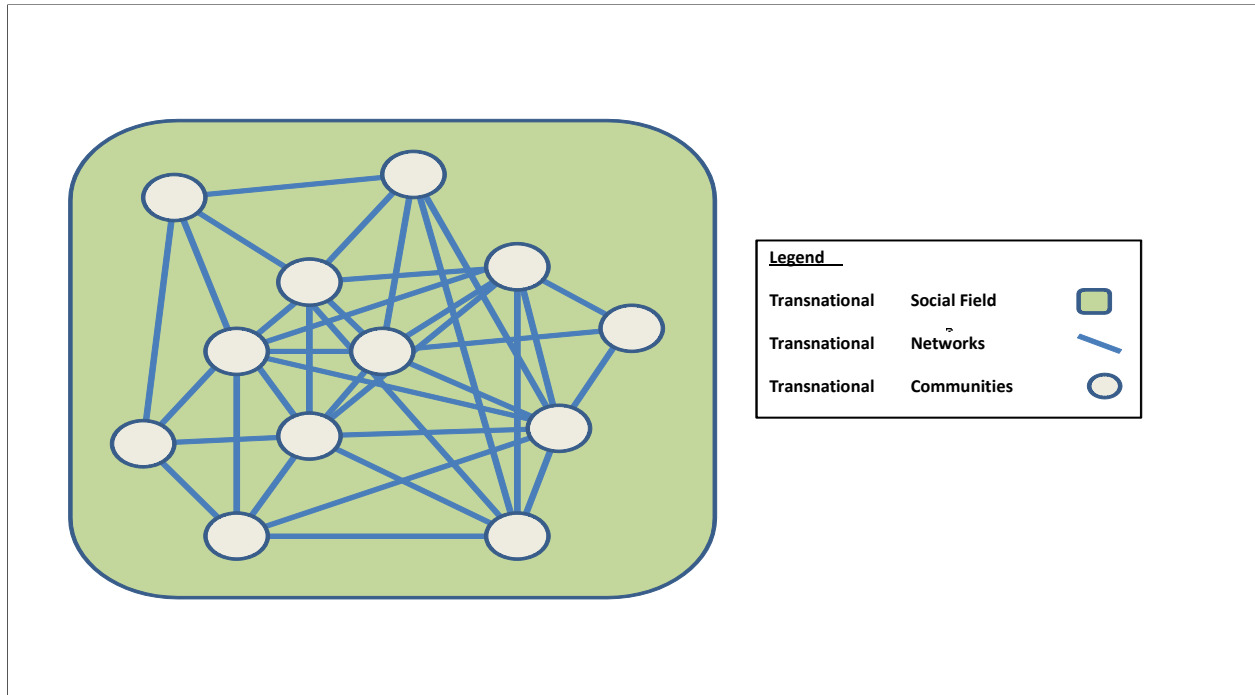 Legend
Transnational Social Field
Transnational Networks
Transnational Communities